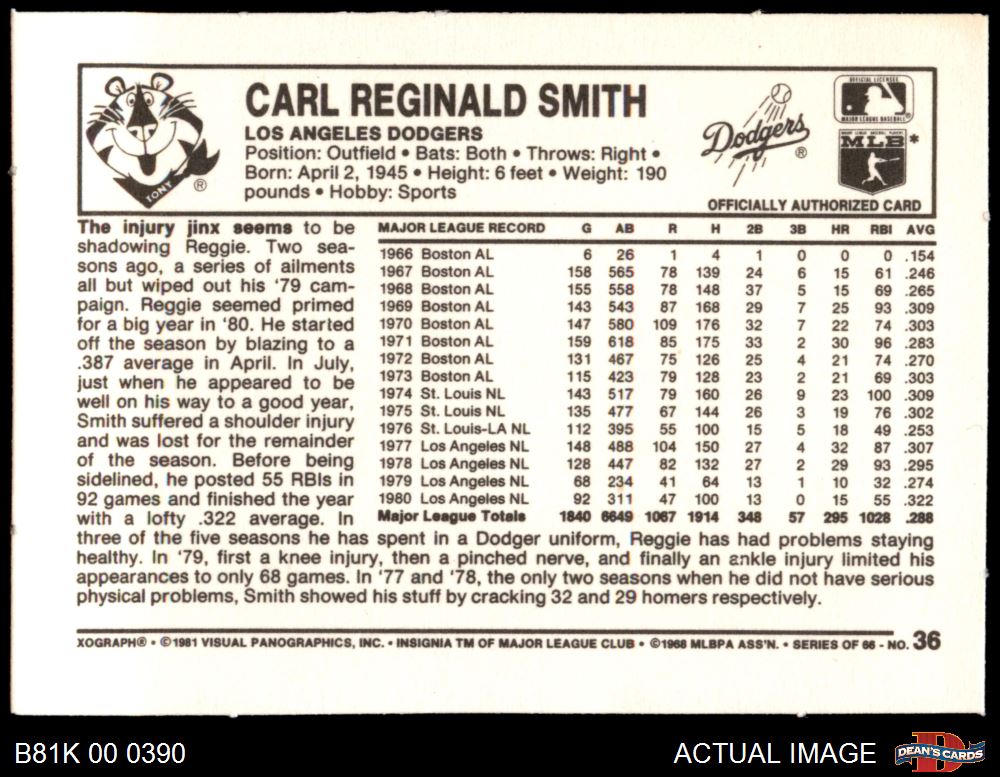 CARL REGINALD SMITH
LOS ANGELES DODGERS
Position: Outfield • Bats: Both • Throws: Right •
Born: April 2, 1945 • Height: 6 feet • Weight: 190
pounds • Hobby: Sports
TONY
®
Dodgers
®
OFFICIAL LICENSEE
MAJOR LEAGUE BASEBALL®
MAJOR LEAGUE BASEBALL PLAYERS
MLB*
OFFICIALLY AUTHORIZED CARD
The injury jinx seems to be
shadowing Reggie. Two sea-
sons ago, a series of ailments
all but wiped out his '79 cam-
paign. Reggie seemed primed
for a big year in '80. He started
off the season by blazing to a
.387 average in April. In July,
just when he appeared to be
well on his way to a good year,
Smith suffered a shoulder injury
and was lost for the remainder
of the season. Before being
sidelined, he posted 55 RBIs in
92 games and finished the year
with a lofty .322 average. In
three of the five seasons he has spent in a Dodger uniform, Reggie has had problems staying
healthy. In '79, first a knee injury, then a pinched nerve, and finally an ankle injury limited his
appearances to only 68 games. In '77 and '78, the only two seasons when he did not have serious
physical problems, Smith showed his stuff by cracking 32 and 29 homers respectively.
MAJOR LEAGUE RECORD G AB R H 2B 3B HR RBI AVG
1966 Boston AL 6 26 1 4 1 0 0 0 .154
1967 Boston AL 158 565 78 139 24 6 15 61 .246
1968 Boston AL 155 558 78 148 37 5 15 69 .265
1969 Boston AL 143 543 87 168 29 7 25 93 .309
1970 Boston AL 147 580 109 176 32 7 22 74 .303
1971 Boston AL 159 618 85 175 33 2 30 96 .283
1972 Boston AL 131 467 75 126 25 4 21 74 .270
1973 Boston AL 115 423 79 128 23 2 21 69 .303
1974 St. Louis NL 143 517 79 160 26 9 23 100 .309
1975 St. Louis NL 135 477 67 144 26 3 19 76 .302
1976 St. Louis-LA NL 112 395 55 100 15 5 18 49 .253
1977 Los Angeles NL 148 488 104 150 27 4 32 87 .307
1978 Los Angeles NL 128 447 82 132 27 2 29 93 .295
1979 Los Angeles NL 68 234 41 64 13 1 10 32 .274
1980 Los Angeles NL 92 311 47 100 13 0 15 55 .322
Major League Totals 1840 6649 1067 1914 348 57 295 1028 .288
XOGRAPH® • ©1981 VISUAL PANOGRAPHICS, INC. • INSIGNIA TM OF MAJOR LEAGUE CLUB • ©1968 MLBPA ASS'N. • SERIES OF 66 - NO. 36
B81K 00 0390
ACTUAL IMAGE
DEAN'S CARDS